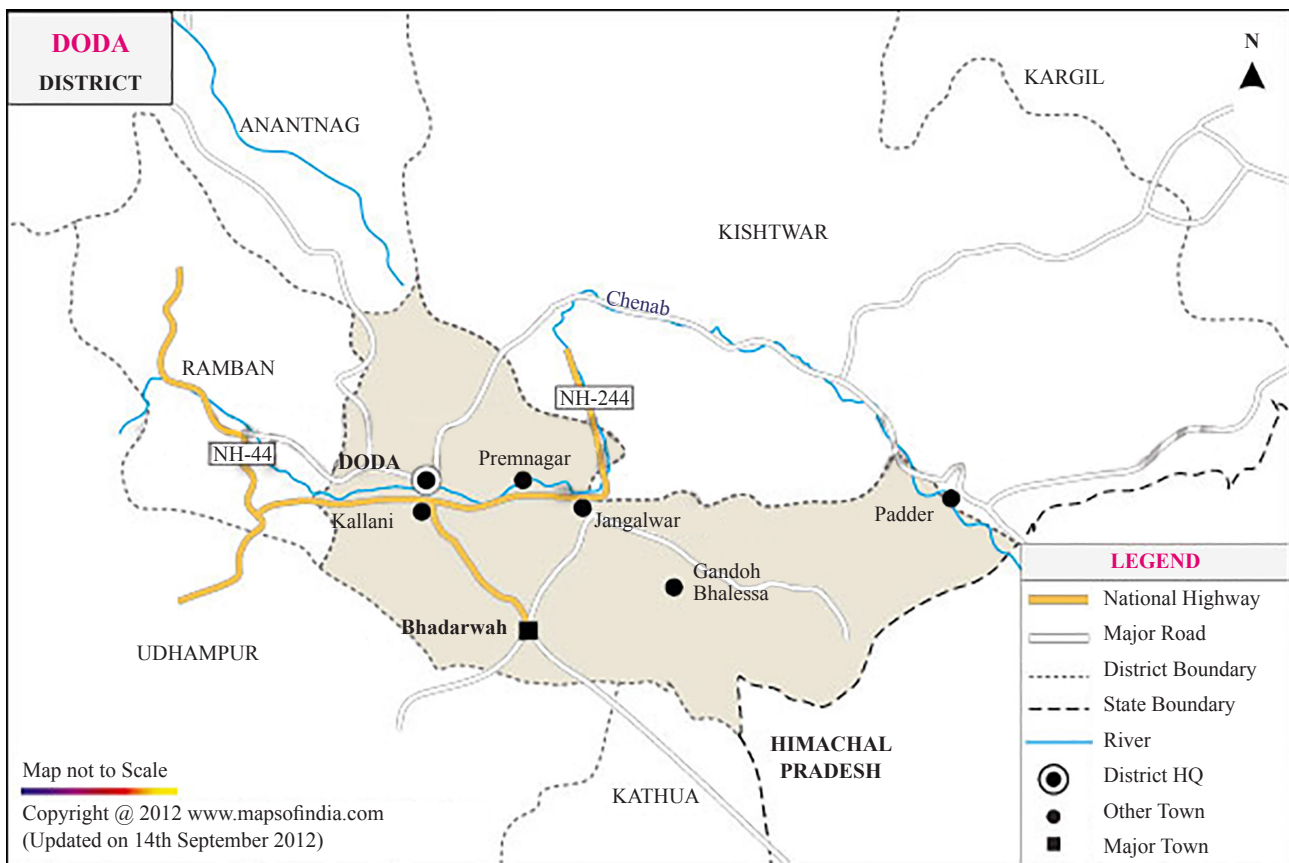 DODA
DISTRICT
N
KARGIL
ANANTNAG
KISHTWAR
Chenab
RAMBAN
NH-244
NH-44
DODA
Premnagar
Kallani
Jangalwar
Padder
Gandoh
Bhalessa
Bhadarwah
UDHAMPUR
HIMACHAL
PRADESH
KATHUA
Map not to Scale
Copyright @ 2012 www.mapsofindia.com
(Updated on 14th September 2012)
LEGEND
National Highway
Major Road
District Boundary
State Boundary
River
District HQ
Other Town
Major Town